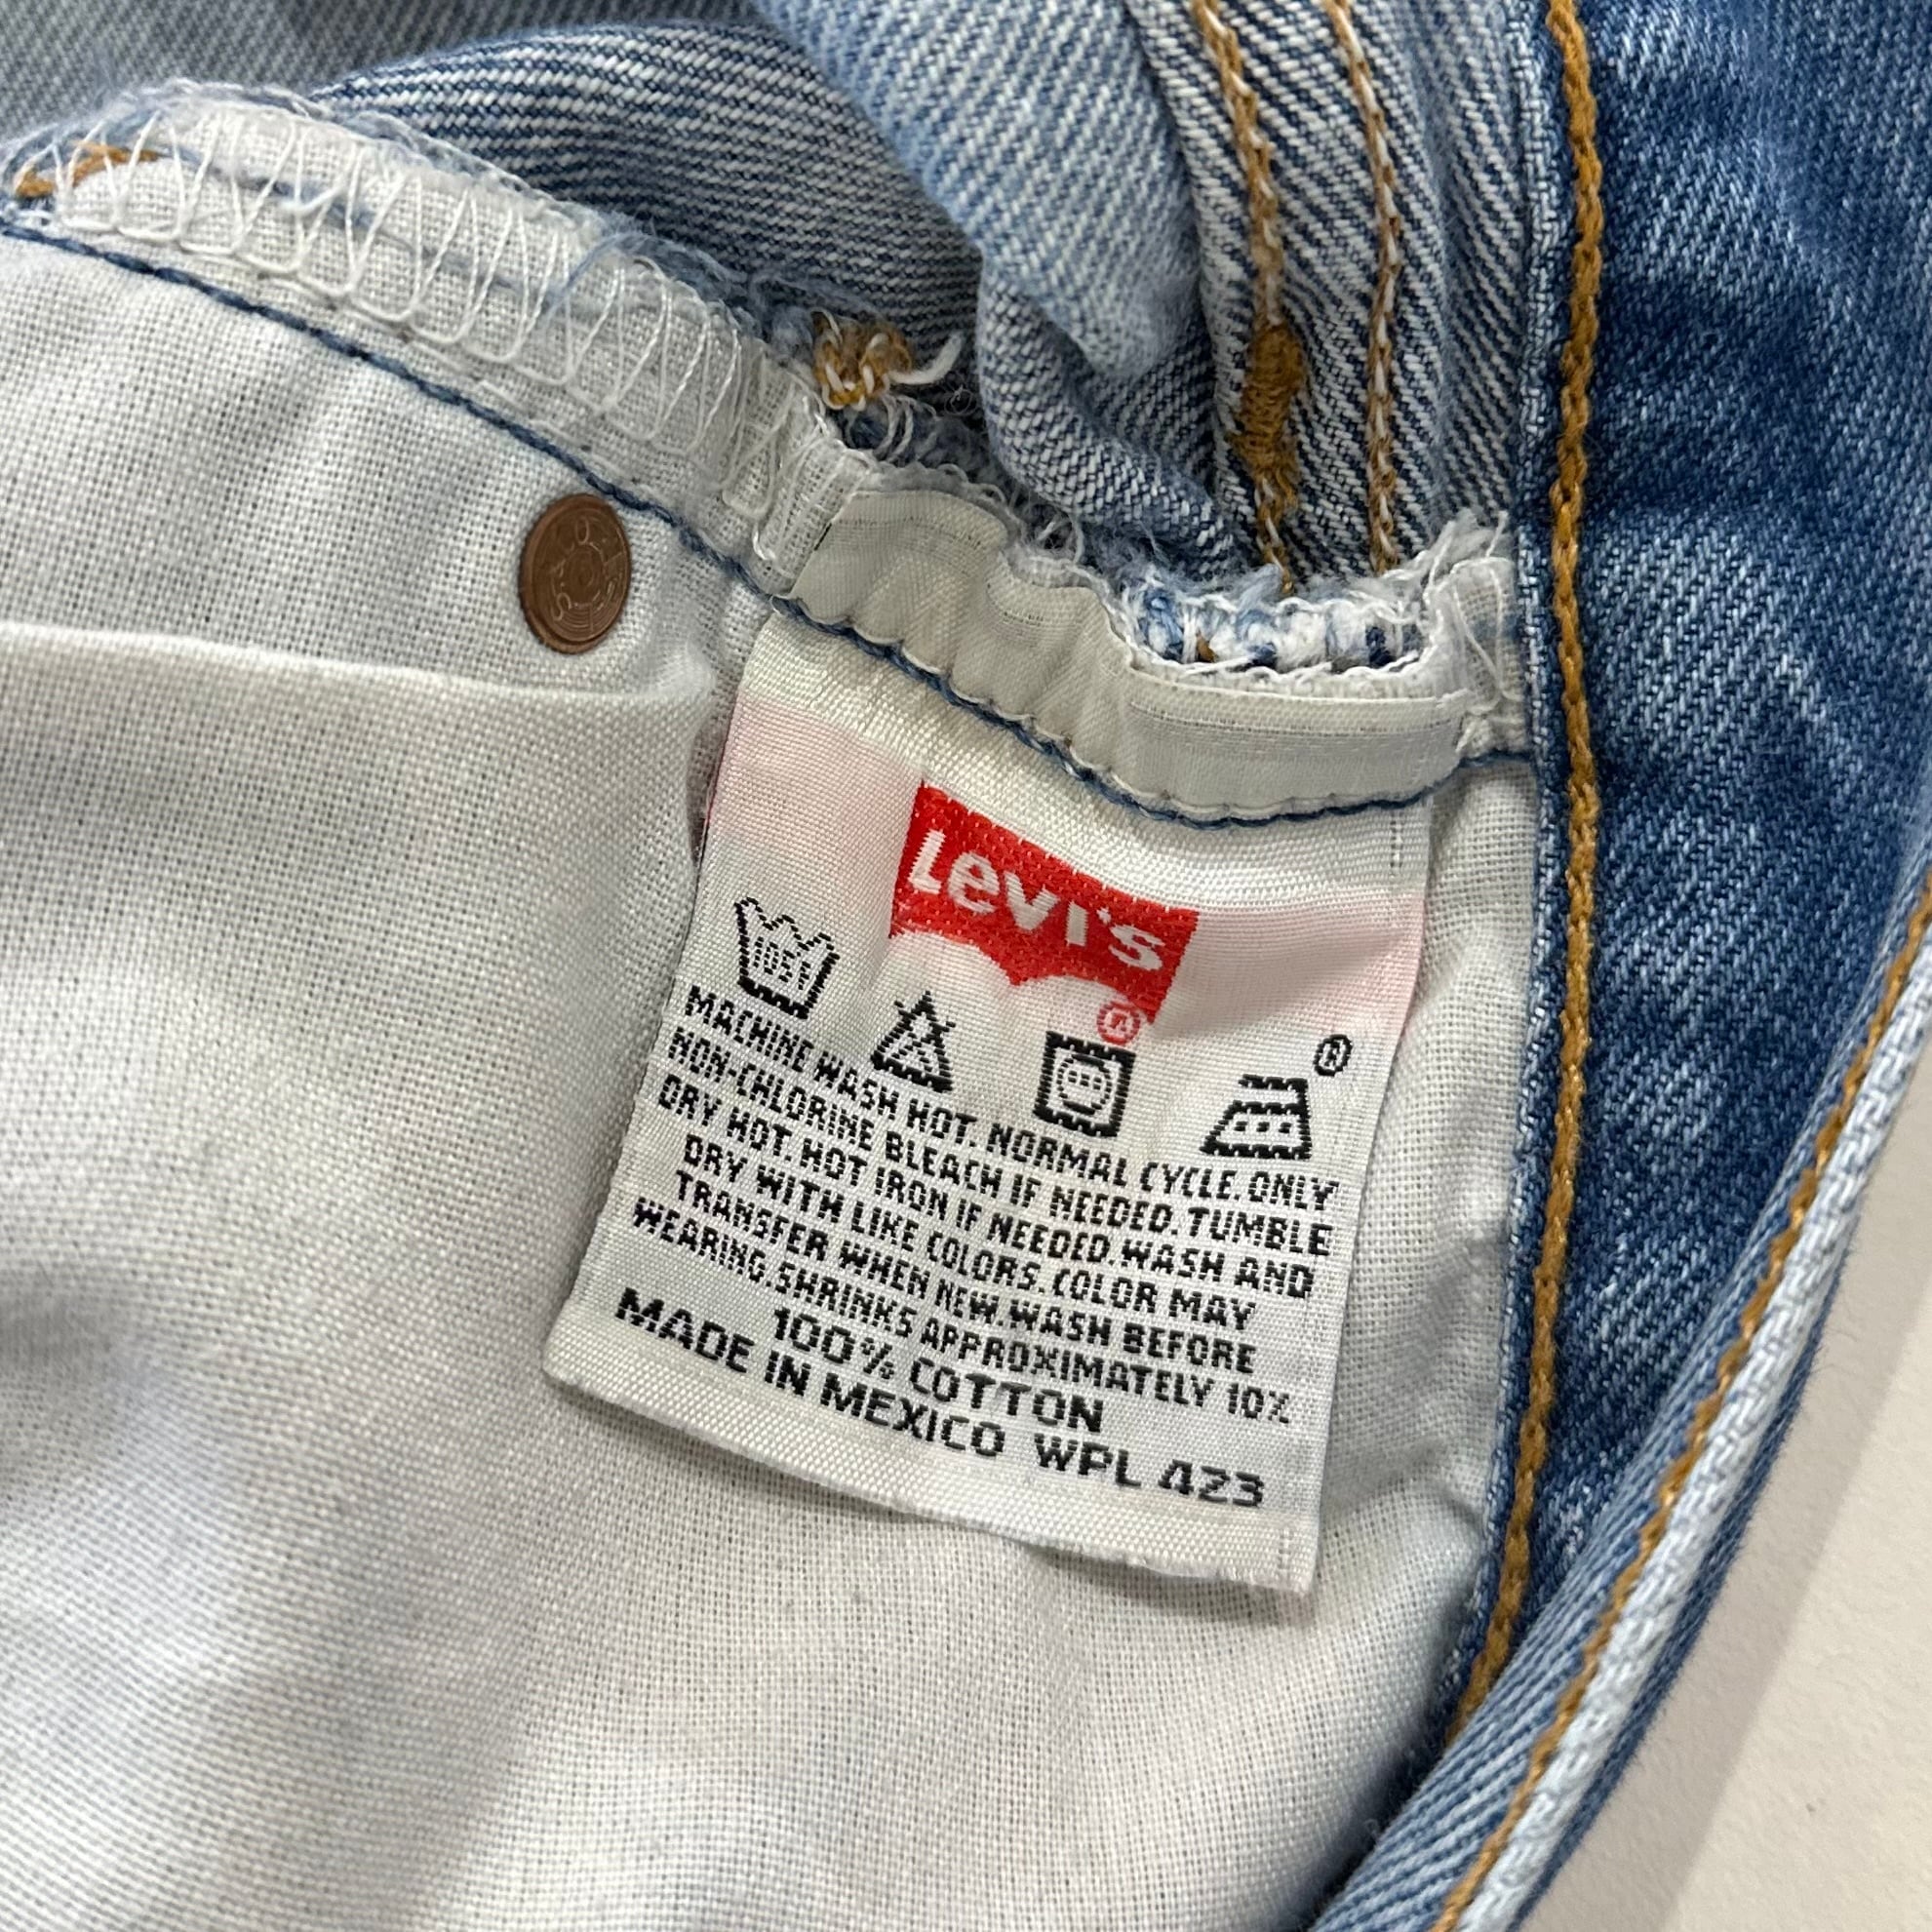 Levi's
®
105F
®
MACHINE WASH HOT. NORMAL CYCLE. ONLY
NON-CHLORINE BLEACH IF NEEDED. TUMBLE
DRY HOT. HOT IRON IF NEEDED. WASH AND
DRY WITH LIKE COLORS. COLOR MAY
TRANSFER WHEN NEW. WASH BEFORE
WEARING. SHRINKS APPROXIMATELY 10%
100% COTTON
MADE IN MEXICO WPL 423